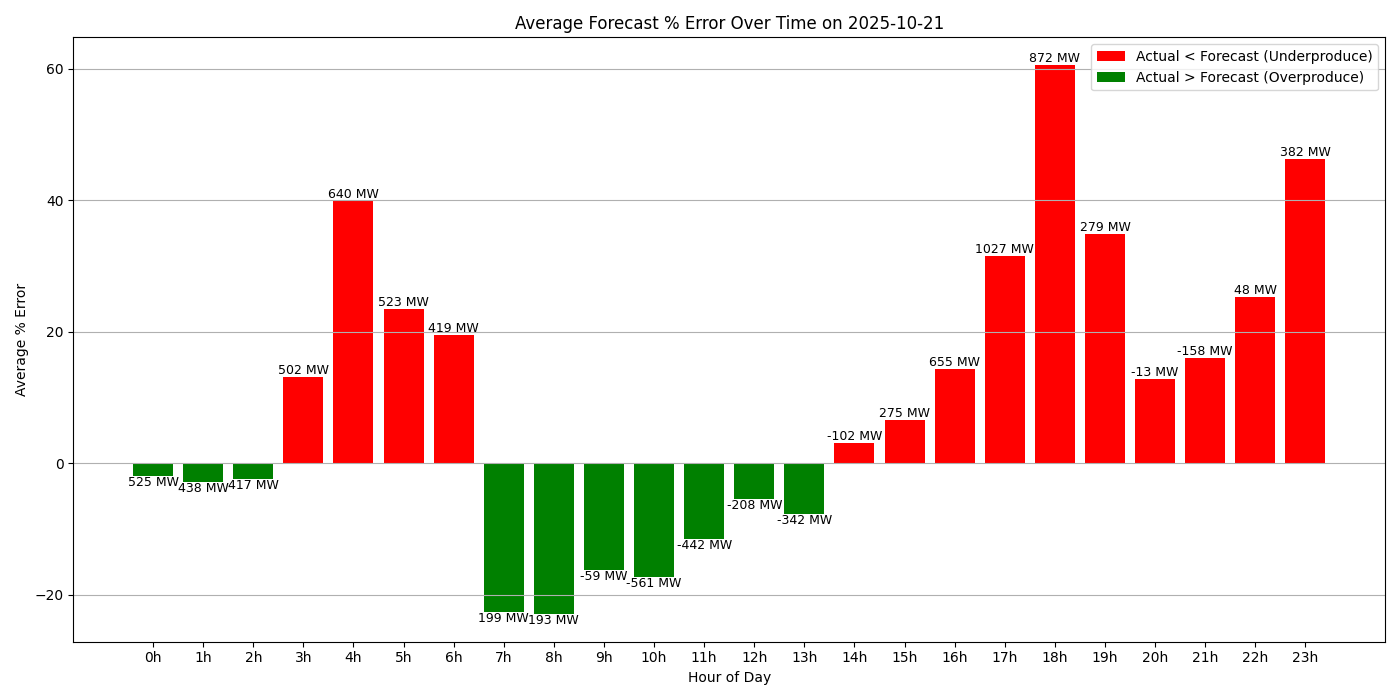 Average Forecast % Error Over Time on 2025-10-21
Actual < Forecast (Underproduce)
Actual > Forecast (Overproduce)
Average % Error
60
40
20
0
−20
525 MW
438 MW
417 MW
502 MW
640 MW
523 MW
419 MW
199 MW
193 MW
-59 MW
-561 MW
-442 MW
-208 MW
-342 MW
-102 MW
275 MW
655 MW
1027 MW
872 MW
279 MW
-13 MW
-158 MW
48 MW
382 MW
0h 1h 2h 3h 4h 5h 6h 7h 8h 9h 10h 11h 12h 13h 14h 15h 16h 17h 18h 19h 20h 21h 22h 23h
Hour of Day